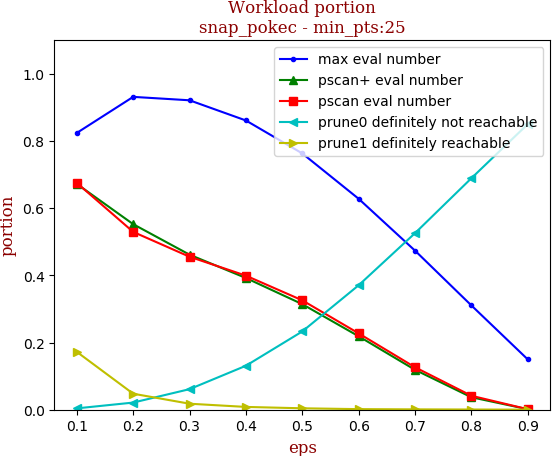 Workload portion
snap_pokec - min_pts:25
max eval number
pscan+ eval number
pscan eval number
prune0 definitely not reachable
prune1 definitely reachable
portion
1.0
0.8
0.6
0.4
0.2
0.0
0.1 0.2 0.3 0.4 0.5 0.6 0.7 0.8 0.9
eps